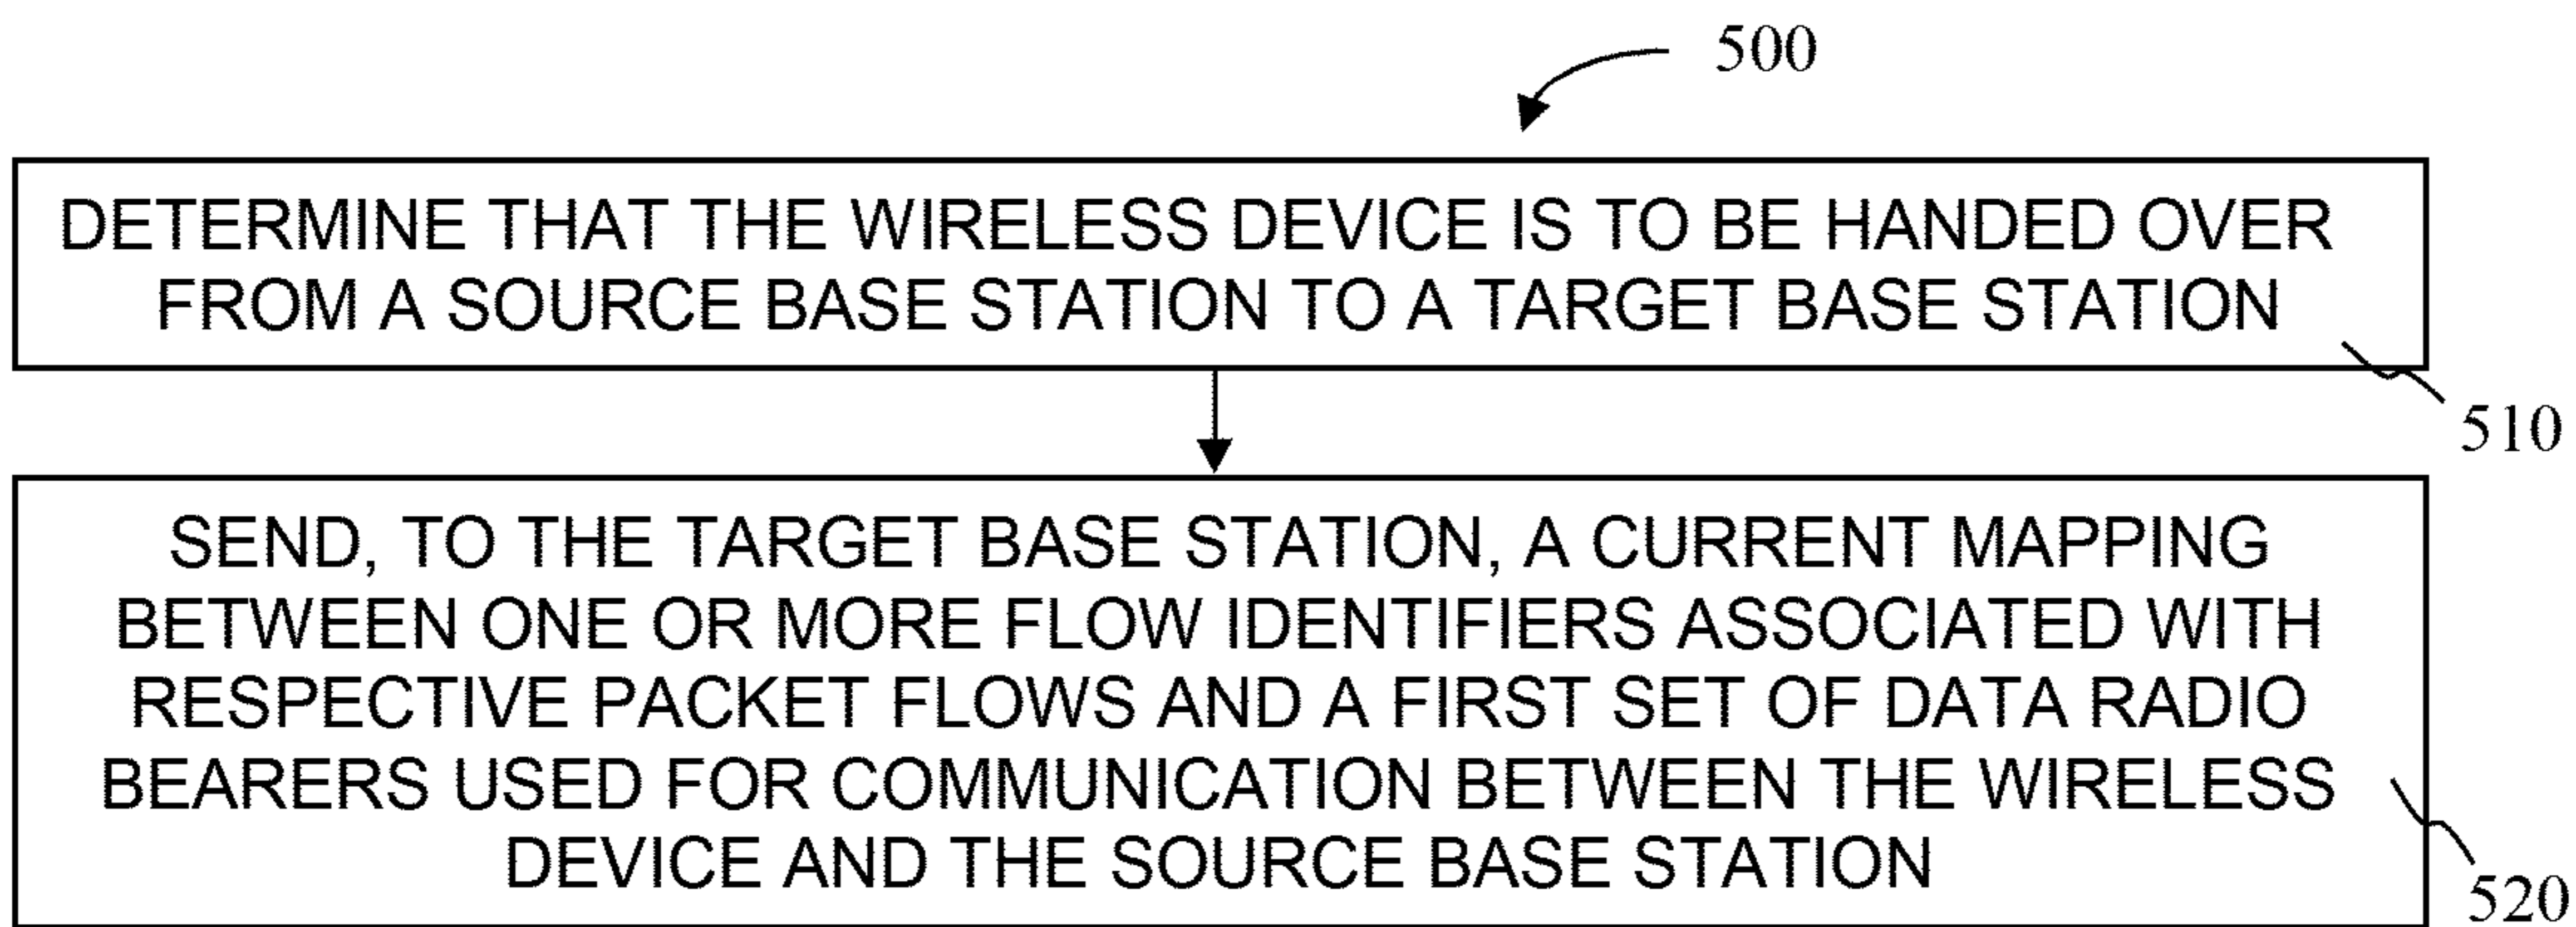 500
DETERMINE THAT THE WIRELESS DEVICE IS TO BE HANDED OVER
FROM A SOURCE BASE STATION TO A TARGET BASE STATION
510
SEND, TO THE TARGET BASE STATION, A CURRENT MAPPING
BETWEEN ONE OR MORE FLOW IDENTIFIERS ASSOCIATED WITH
RESPECTIVE PACKET FLOWS AND A FIRST SET OF DATA RADIO
BEARERS USED FOR COMMUNICATION BETWEEN THE WIRELESS
DEVICE AND THE SOURCE BASE STATION
520